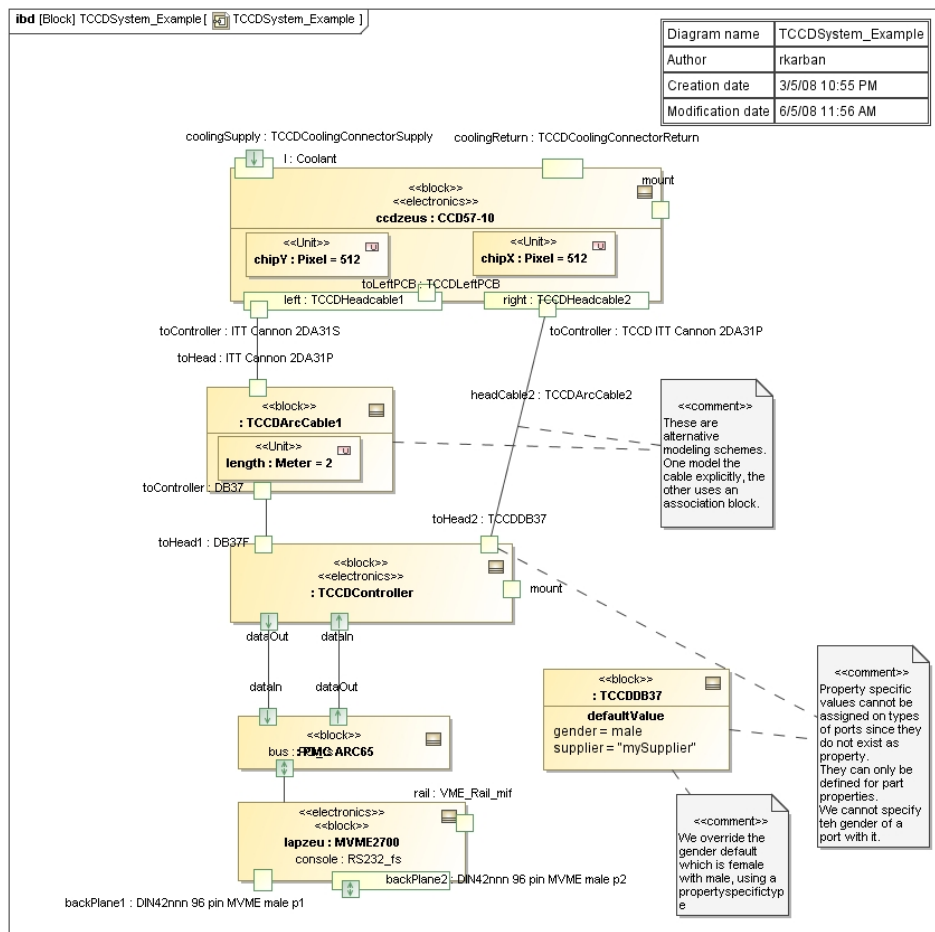 ibd [Block] TCCDSystem_Example [ TCCDSystem_Example ]
Diagram name TCCDSystem_Example
Author rkarban
Creation date 3/5/08 10:55 PM
Modification date 6/5/08 11:56 AM
coolingSupply : TCCDCoolingConnectorSupply
coolingReturn : TCCDCoolingConnectorReturn
l : Coolant
mount
<<block>>
<<electronics>>
ccdzeus : CCD57-10
<<Unit>>
chipY : Pixel = 512
<<Unit>>
chipX : Pixel = 512
toLeftPCB : TCCDLeftPCB
left : TCCDHeadcable1
right : TCCDHeadcable2
toController : ITT Cannon 2DA31S
toController : TCCD ITT Cannon 2DA31P
toHead : ITT Cannon 2DA31P
headCable2 : TCCDArcCable2
<<block>>
: TCCDArcCable1
<<Unit>>
length : Meter = 2
<<comment>>
These are
alternative
modeling schemes.
One model the
cable explicitly, the
other uses an
association block.
toController : DB37
toHead2 : TCCDDB37
toHead1 : DB37F
<<block>>
<<electronics>>
: TCCDController
mount
dataOut
dataIn
dataIn
dataOut
<<block>>
: PMC ARC65
bus :
<<block>>
: TCCDDB37
defaultValue
gender = male
supplier = "mySupplier"
<<comment>>
Property specific
values cannot be
assigned on types
of ports since they
do not exist as
property.
They can only be
defined for part
properties.
We cannot specify
teh gender of a
port with it.
rail : VME_Rail_mif
<<electronics>>
<<block>>
lapzeu : MVME2700
console : RS232_fs
backPlane2 : DIN42nnn 96 pin MVME male p2
backPlane1 : DIN42nnn 96 pin MVME male p1
<<comment>>
We override the
gender default
which is female
with male, using a
propertyspecifictyp
e